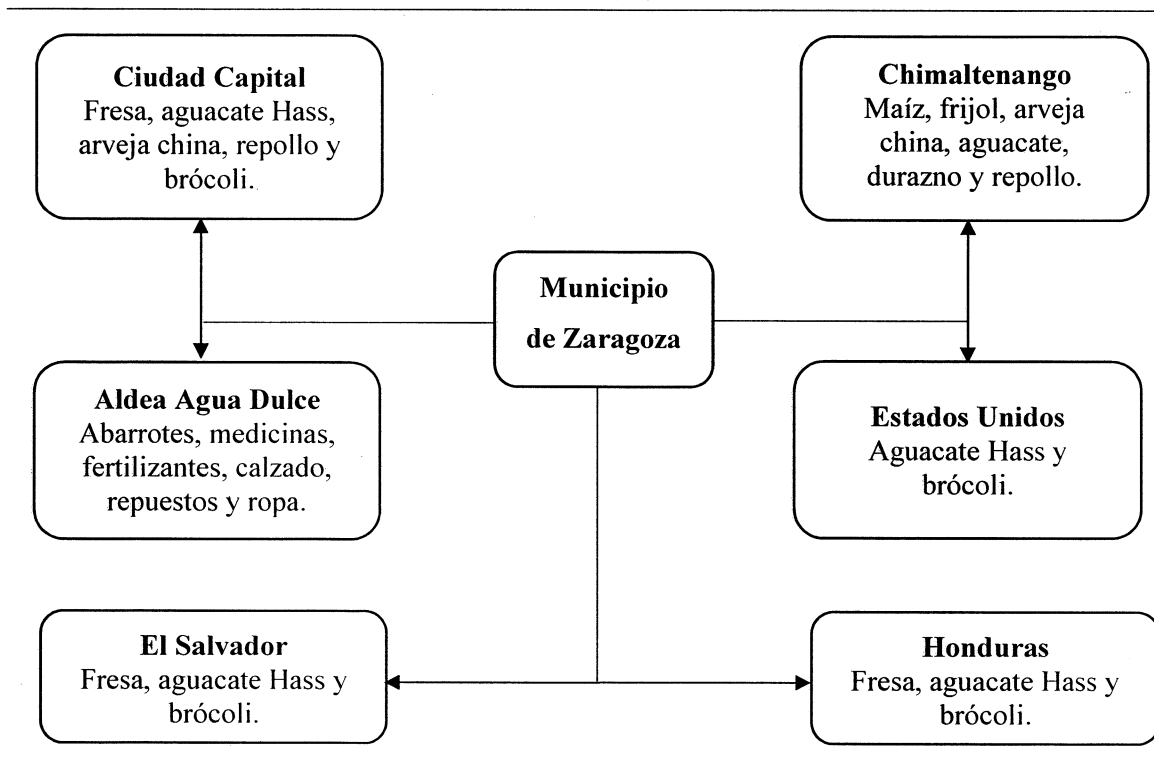 Ciudad Capital
Fresa, aguacate Hass,
arveja china, repollo y
brócoli.
Chimaltenango
Maíz, frijol, arveja
china, aguacate,
durazno y repollo.
Municipio
de Zaragoza
Aldea Agua Dulce
Abarrotes, medicinas,
fertilizantes, calzado,
repuestos y ropa.
Estados Unidos
Aguacate Hass y
brócoli.
El Salvador
Fresa, aguacate Hass y
brócoli.
Honduras
Fresa, aguacate Hass y
brócoli.